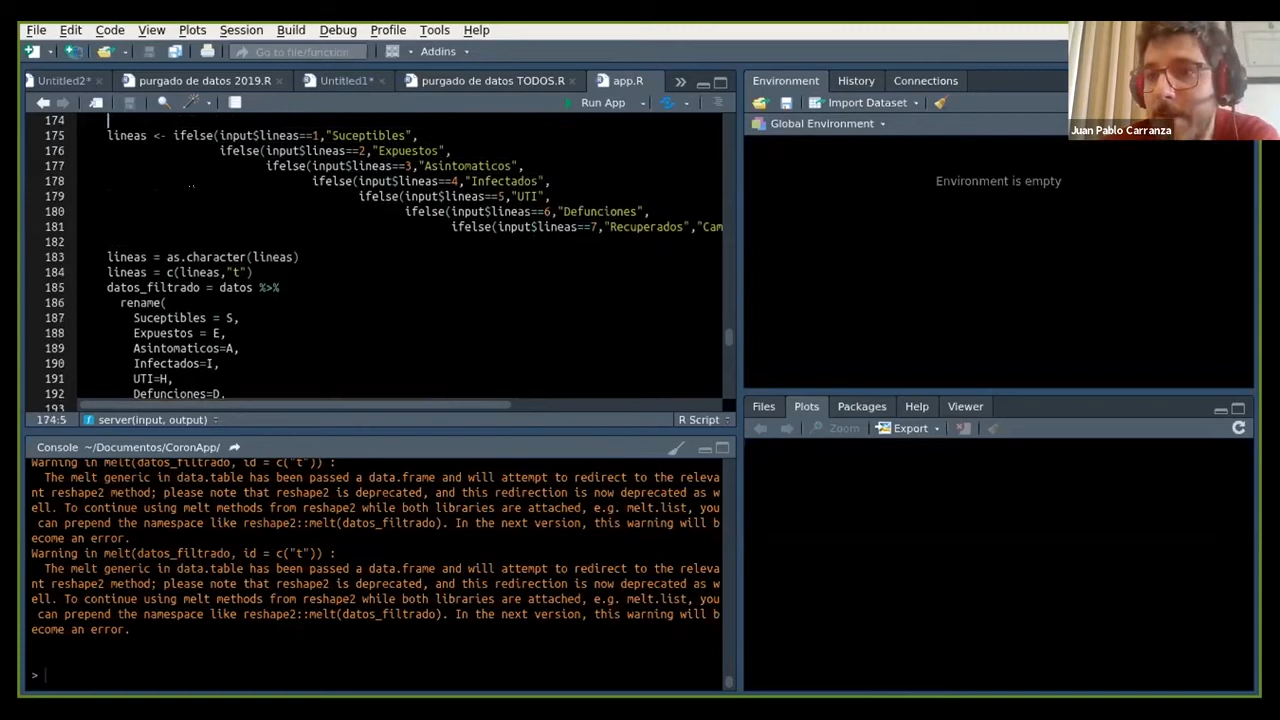 File Edit Code View Plots Session Build Debug Profile Tools Help
Go to file/function Addins
Untitled2* purgado de datos 2019.R Untitled1* purgado de datos TODOS.R app.R
Run App
174
175 lineas <- ifelse(input$lineas==1,"Suceptibles",
176 ifelse(input$lineas==2,"Expuestos",
177 ifelse(input$lineas==3,"Asintomaticos",
178 ifelse(input$lineas==4,"Infectados",
179 ifelse(input$lineas==5,"UTI",
180 ifelse(input$lineas==6,"Defunciones",
181 ifelse(input$lineas==7,"Recuperados","Cam
182
183 lineas = as.character(lineas)
184 lineas = c(lineas,"t")
185 datos_filtrado = datos %>%
186 rename(
187 Suceptibles = S,
188 Expuestos = E,
189 Asintomaticos=A,
190 Infectados=I,
191 UTI=H,
192 Defunciones=D,
193
174:5 server(input, output) R Script
Console ~/Documentos/CoronApp/
Warning in melt(datos_filtrado, id = c("t")) :
The melt generic in data.table has been passed a data.frame and will attempt to redirect to the releva
nt reshape2 method; please note that reshape2 is deprecated, and this redirection is now deprecated as w
ell. To continue using melt methods from reshape2 while both libraries are attached, e.g. melt.list, you
can prepend the namespace like reshape2::melt(datos_filtrado). In the next version, this warning will b
ecome an error.
Warning in melt(datos_filtrado, id = c("t")) :
The melt generic in data.table has been passed a data.frame and will attempt to redirect to the releva
nt reshape2 method; please note that reshape2 is deprecated, and this redirection is now deprecated as w
ell. To continue using melt methods from reshape2 while both libraries are attached, e.g. melt.list, you
can prepend the namespace like reshape2::melt(datos_filtrado). In the next version, this warning will b
ecome an error.
>
Environment History Connections
Import Dataset
Global Environment
Environment is empty
Files Plots Packages Help Viewer
Zoom Export
Juan Pablo Carranza